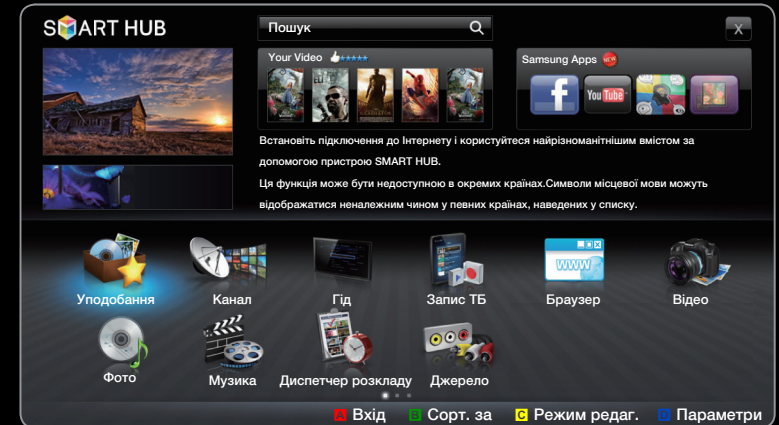 SMART HUB
Пошук
X
Your Video
Samsung Apps NEW
GLADIATOR
You Tube
Встановіть підключення до Інтернету і користуйтеся найрізноманітнішим вмістом за
допомогою пристрою SMART HUB.
Ця функція може бути недоступною в окремих країнах.Символи місцевої мови можуть
відображатися неналежним чином у певних країнах, наведених у списку.
WWW
Уподобання Канал Гід Запис ТБ Браузер Відео
Фото Музика Диспетчер розкладу Джерело
A Вхід B Сорт. за C Режим редаг. D Параметри